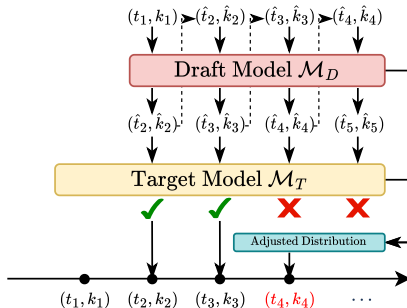 (t₁, k₁) (t̂₂, k̂₂) (t̂₃, k̂₃) (t̂₄, k̂₄)
Draft Model M_D
(t̂₂, k̂₂) (t̂₃, k̂₃) (t̂₄, k̂₄) (t̂₅, k̂₅)
Target Model M_T
Adjusted Distribution
(t₁, k₁) (t₂, k₂) (t₃, k₃) (t₄, k₄) ⋯